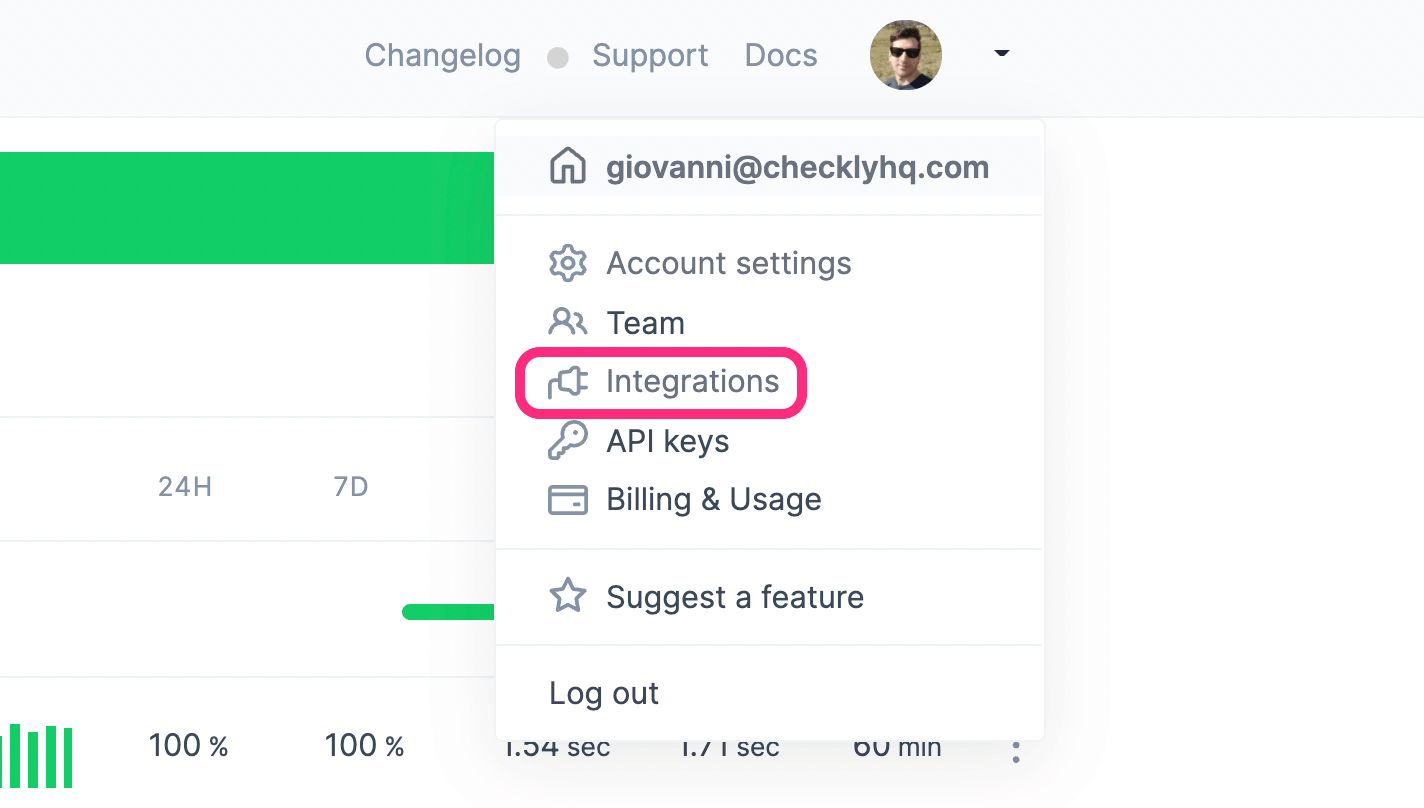 Changelog Support Docs
giovanni@checklyhq.com
Account settings
Team
Integrations
API keys
Billing & Usage
Suggest a feature
Log out
24H 7D
100 % 100 % 1.54 sec 1.71 sec 60 min